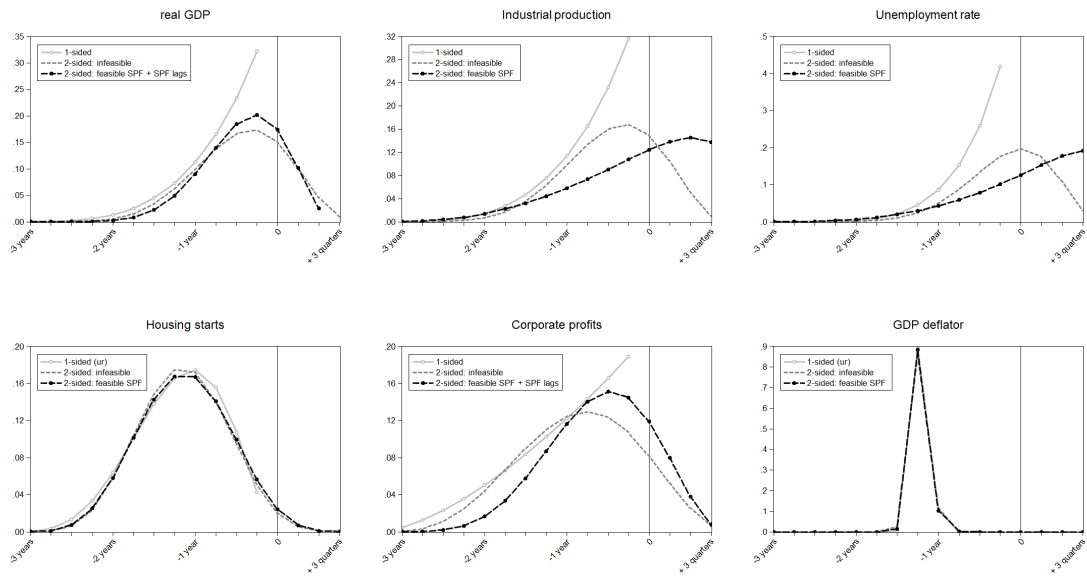 real GDP
.35
.30
.25
.20
.15
.10
.05
.00
1-sided
2-sided: infeasible
2-sided: feasible SPF + SPF lags
-3 years
-2 years
-1 year
0
+ 3 quarters
Industrial production
.32
.28
.24
.20
.16
.12
.08
.04
.00
1-sided
2-sided: infeasible
2-sided: feasible SPF
-3 years
-2 years
-1 year
0
+ 3 quarters
Unemployment rate
.5
.4
.3
.2
.1
.0
1-sided
2-sided: infeasible
2-sided: feasible SPF
-3 years
-2 years
-1 year
0
+ 3 quarters
Housing starts
.20
.16
.12
.08
.04
.00
1-sided (ur)
2-sided: infeasible
2-sided: feasible SPF
-3 years
-2 years
-1 year
0
+ 3 quarters
Corporate profits
.20
.16
.12
.08
.04
.00
1-sided
2-sided: infeasible
2-sided: feasible SPF + SPF lags
-3 years
-2 years
-1 year
0
+ 3 quarters
GDP deflator
.9
.8
.7
.6
.5
.4
.3
.2
.1
.0
1-sided (ur)
2-sided: infeasible
2-sided: feasible SPF
-3 years
-2 years
-1 year
0
+ 3 quarters